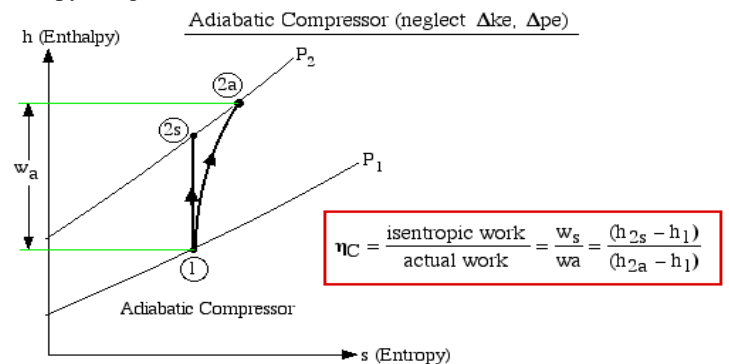 Adiabatic Compressor (neglect Δke, Δpe)
h (Enthalpy)
P2
2a
2s
wa
P1
ηC = isentropic work / actual work = ws / wa = (h2s − h1) / (h2a − h1)
1
Adiabatic Compressor
s (Entropy)